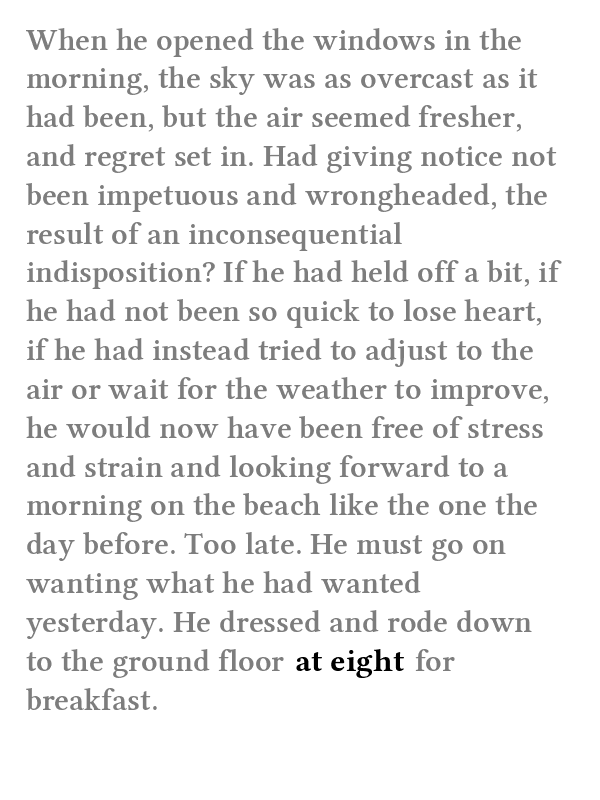 When he opened the windows in the
morning, the sky was as overcast as it
had been, but the air seemed fresher,
and regret set in. Had giving notice not
been impetuous and wrongheaded, the
result of an inconsequential
indisposition? If he had held off a bit, if
he had not been so quick to lose heart,
if he had instead tried to adjust to the
air or wait for the weather to improve,
he would now have been free of stress
and strain and looking forward to a
morning on the beach like the one the
day before. Too late. He must go on
wanting what he had wanted
yesterday. He dressed and rode down
to the ground floor at eight for
breakfast.